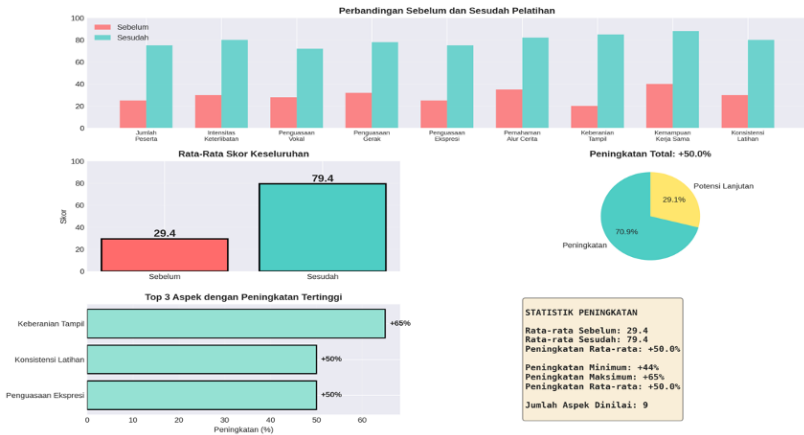 Perbandingan Sebelum dan Sesudah Pelatihan
100
80
60
40
20
0
Sebelum
Sesudah
Jumlah
Peserta
Intensitas
Keterlibatan
Penguasaan
Vokal
Penguasaan
Gerak
Penguasaan
Ekspresi
Pemahaman
Alur Cerita
Keberanian
Tampil
Kemampuan
Kerja Sama
Konsistensi
Latihan
Rata-Rata Skor Keseluruhan
Skor
100
80
60
40
20
0
29.4
79.4
Sebelum
Sesudah
Peningkatan Total: +50.0%
Potensi Lanjutan
29.1%
70.9%
Peningkatan
Top 3 Aspek dengan Peningkatan Tertinggi
Keberanian Tampil
+65%
Konsistensi Latihan
+50%
Penguasaan Ekspresi
+50%
0 10 20 30 40 50 60
Peningkatan (%)
STATISTIK PENINGKATAN
Rata-rata Sebelum: 29.4
Rata-rata Sesudah: 79.4
Peningkatan Rata-rata: +50.0%
Peningkatan Minimum: +44%
Peningkatan Maksimum: +65%
Peningkatan Rata-rata: +50.0%
Jumlah Aspek Dinilai: 9